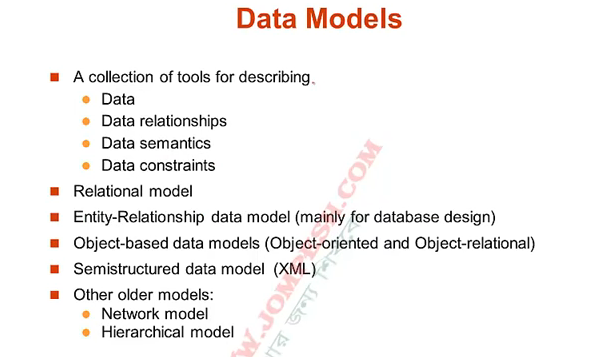 Data Models
A collection of tools for describing
Data
Data relationships
Data semantics
Data constraints
Relational model
Entity-Relationship data model (mainly for database design)
Object-based data models (Object-oriented and Object-relational)
Semistructured data model (XML)
Other older models:
Network model
Hierarchical model
W.JOMPESH.COM
জন্য